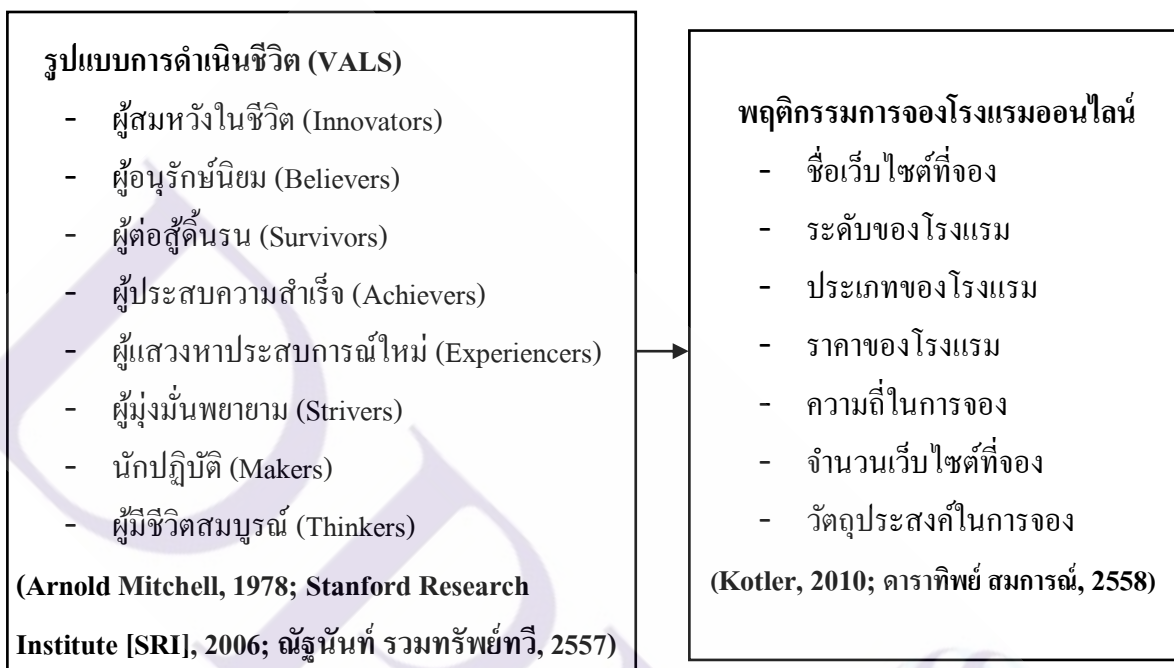 รูปแบบการดำเนินชีวิต (VALS)
- ผู้สมหวังในชีวิต (Innovators)
- ผู้อนุรักษ์นิยม (Believers)
- ผู้ต่อสู้ดิ้นรน (Survivors)
- ผู้ประสบความสำเร็จ (Achievers)
- ผู้แสวงหาประสบการณ์ใหม่ (Experiencers)
- ผู้มุ่งมั่นพยายาม (Strivers)
- นักปฏิบัติ (Makers)
- ผู้มีชีวิตสมบูรณ์ (Thinkers)
(Arnold Mitchell, 1978; Stanford Research
Institute [SRI], 2006; ณัฐนันท์ รวมทรัพย์ทวี, 2557)
พฤติกรรมการจองโรงแรมออนไลน์
- ชื่อเว็บไซต์ที่จอง
- ระดับของโรงแรม
- ประเภทของโรงแรม
- ราคาของโรงแรม
- ความถี่ในการจอง
- จำนวนเว็บไซต์ที่จอง
- วัตถุประสงค์ในการจอง
(Kotler, 2010; ดาราทิพย์ สมการณ์, 2558)